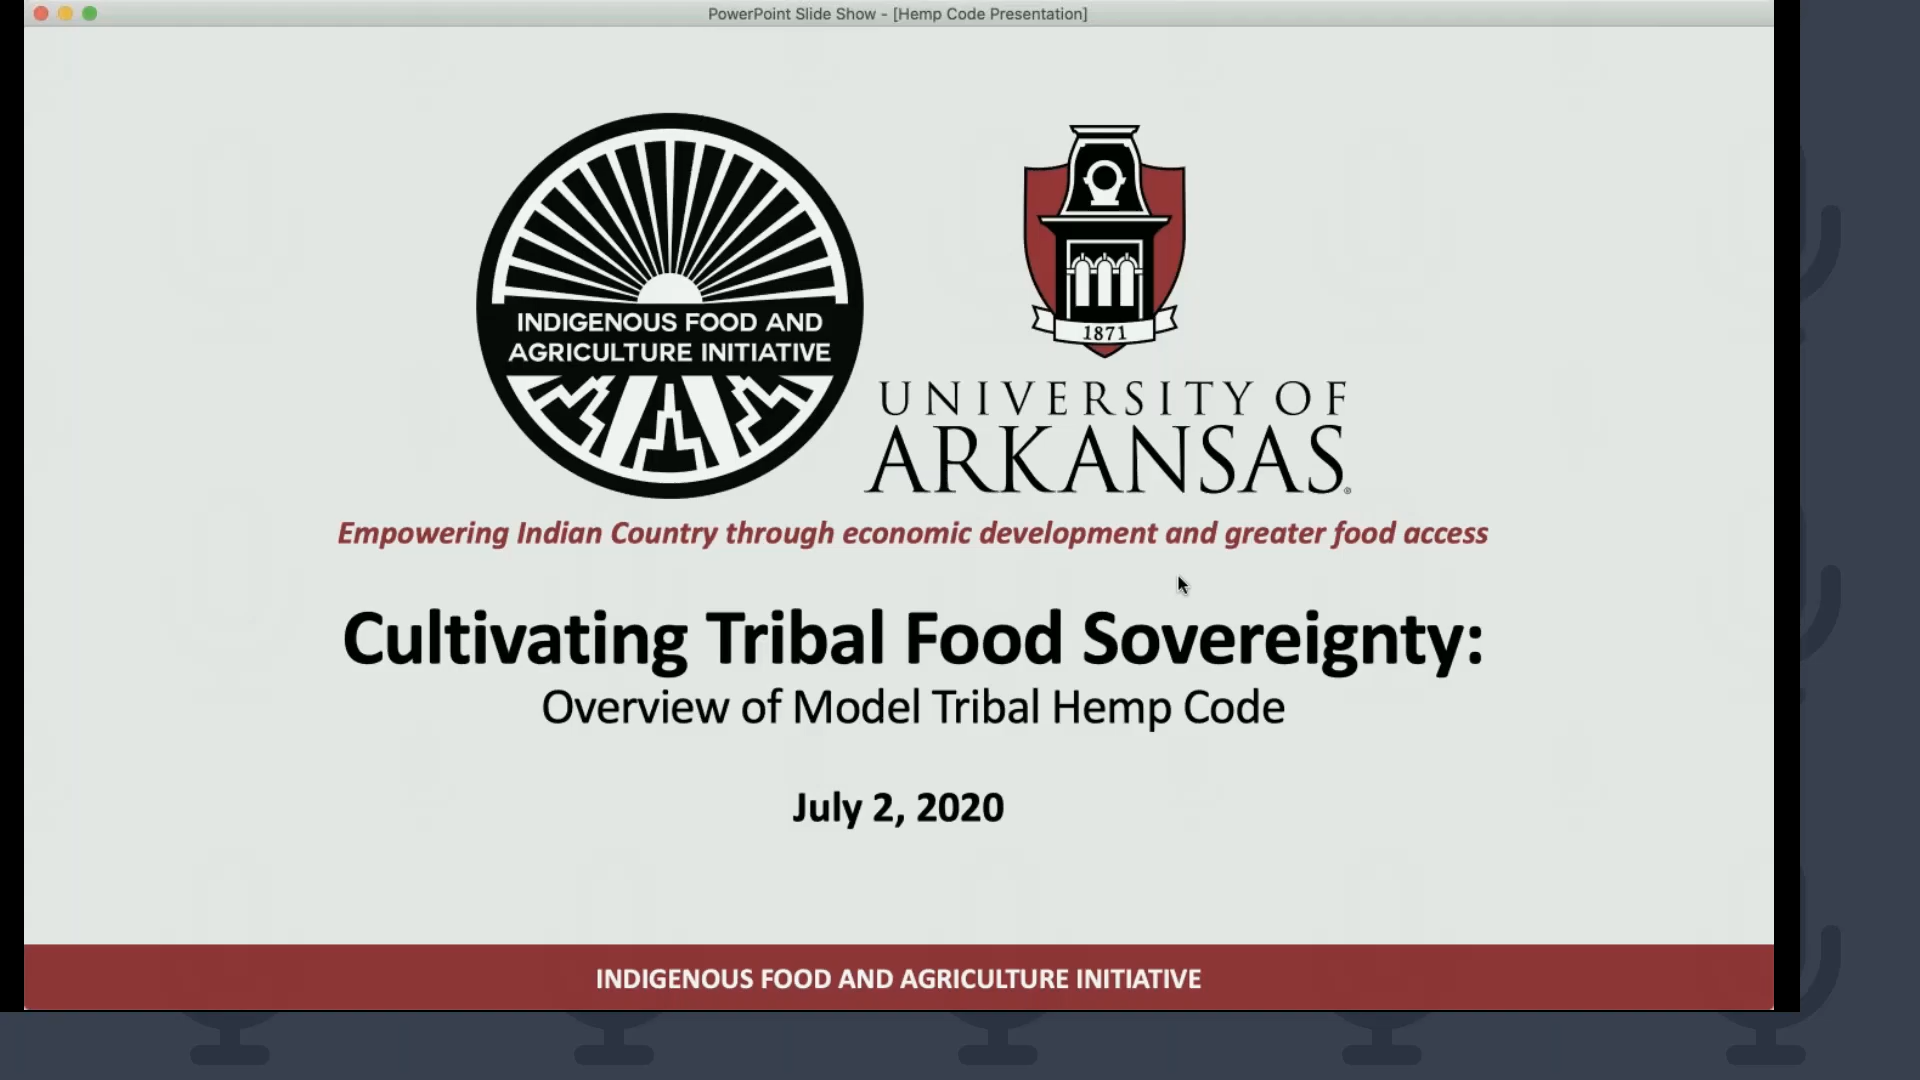 PowerPoint Slide Show - [Hemp Code Presentation]
INDIGENOUS FOOD AND
AGRICULTURE INITIATIVE
1871
UNIVERSITY OF
ARKANSAS®
Empowering Indian Country through economic development and greater food access
Cultivating Tribal Food Sovereignty:
Overview of Model Tribal Hemp Code
July 2, 2020
INDIGENOUS FOOD AND AGRICULTURE INITIATIVE